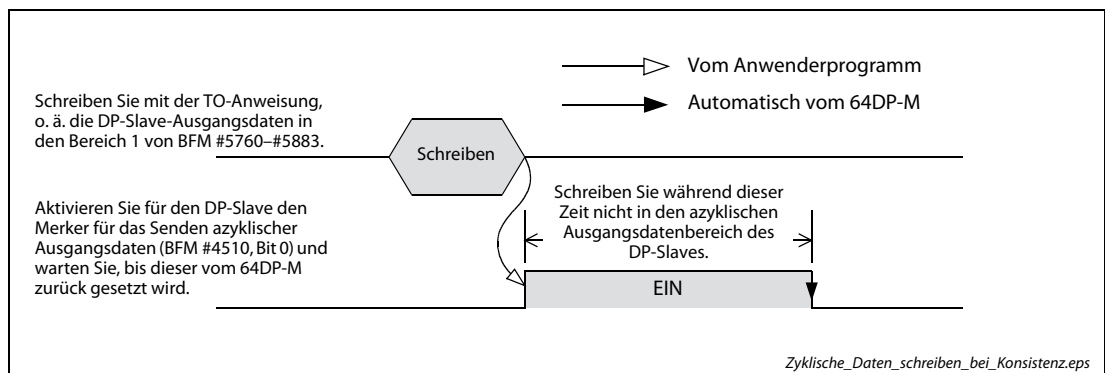 Vom Anwenderprogramm
Automatisch vom 64DP-M
Schreiben Sie mit der TO-Anweisung,
o. ä. die DP-Slave-Ausgangsdaten in
den Bereich 1 von BFM #5760–#5883.
Schreiben
Aktivieren Sie für den DP-Slave den
Merker für das Senden azyklischer
Ausgangsdaten (BFM #4510, Bit 0) und
warten Sie, bis dieser vom 64DP-M
zurück gesetzt wird.
Schreiben Sie während dieser
Zeit nicht in den azyklischen
Ausgangsdatenbereich des
DP-Slaves.
EIN
Zyklische_Daten_schreiben_bei_Konsistenz.eps